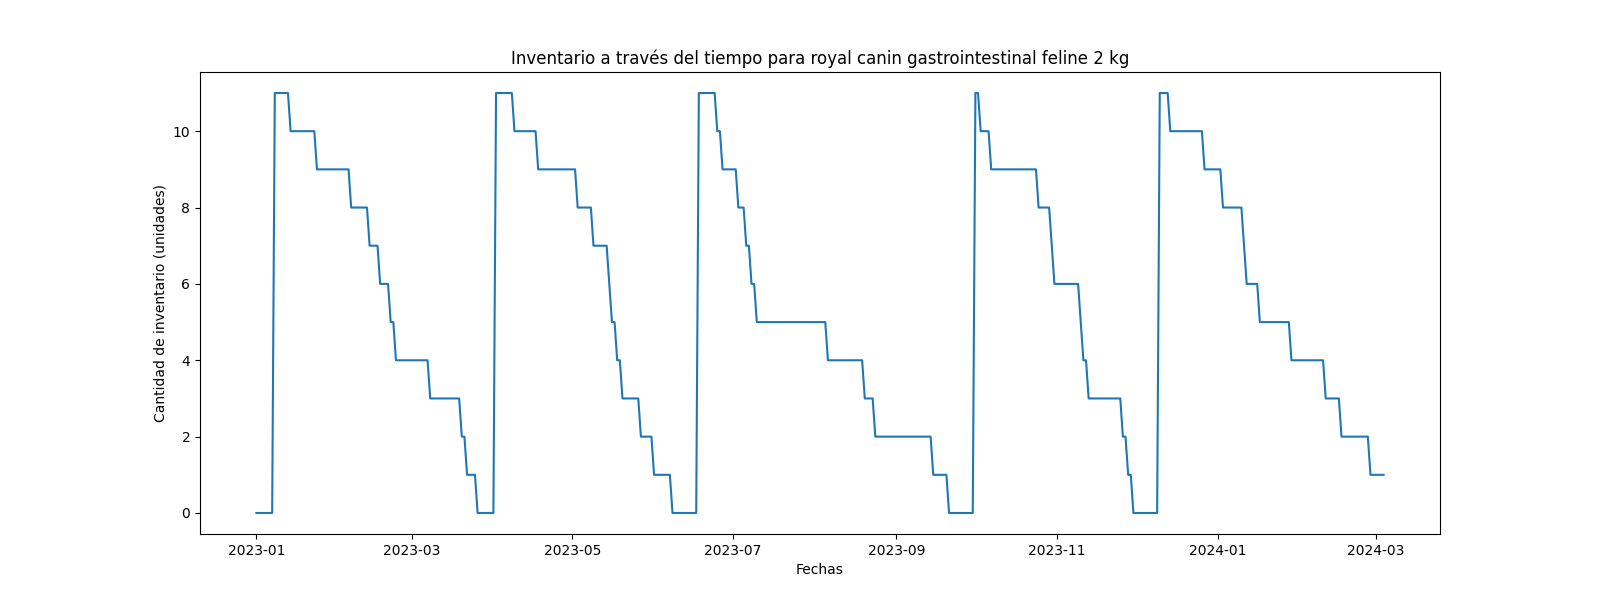 Inventario a través del tiempo para royal canin gastrointestinal feline 2 kg
Cantidad de inventario (unidades)
10
8
6
4
2
0
2023-01 2023-03 2023-05 2023-07 2023-09 2023-11 2024-01 2024-03
Fechas